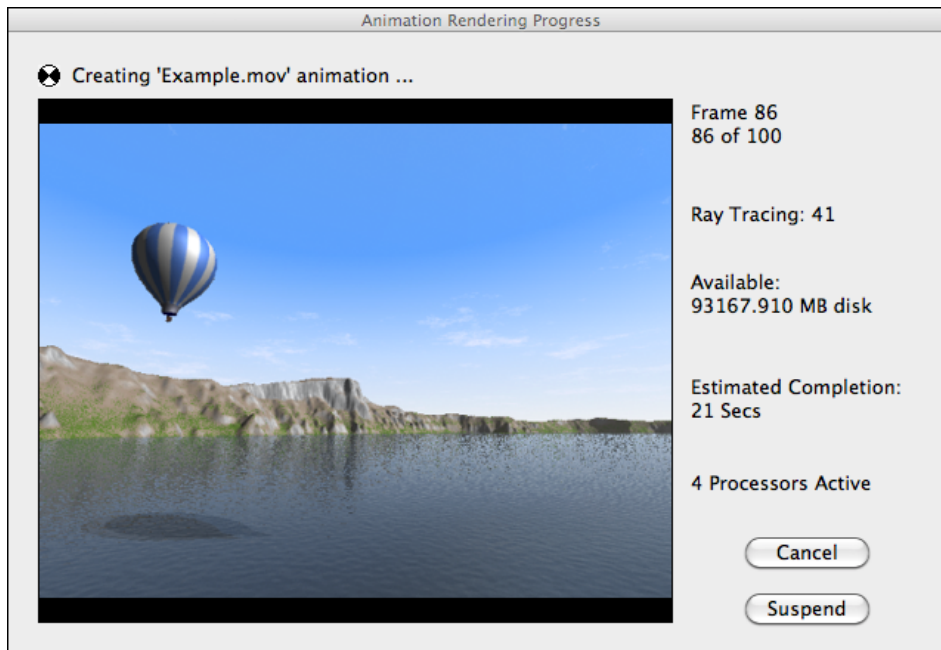 Animation Rendering Progress
Creating 'Example.mov' animation ...
Frame 86
86 of 100
Ray Tracing: 41
Available:
93167.910 MB disk
Estimated Completion:
21 Secs
4 Processors Active
Cancel
Suspend